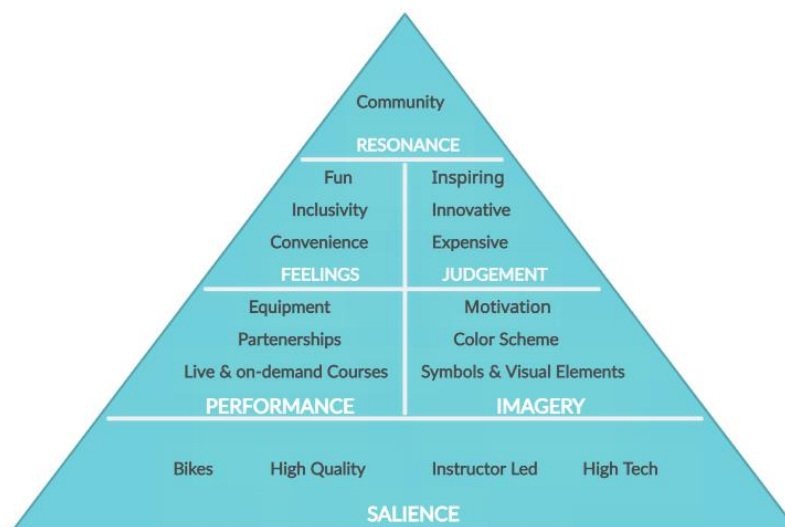 Community
RESONANCE
Fun
Inclusivity
Convenience
FEELINGS
Inspiring
Innovative
Expensive
JUDGEMENT
Equipment
Partenerships
Live & on-demand Courses
PERFORMANCE
Motivation
Color Scheme
Symbols & Visual Elements
IMAGERY
Bikes High Quality Instructor Led High Tech
SALIENCE